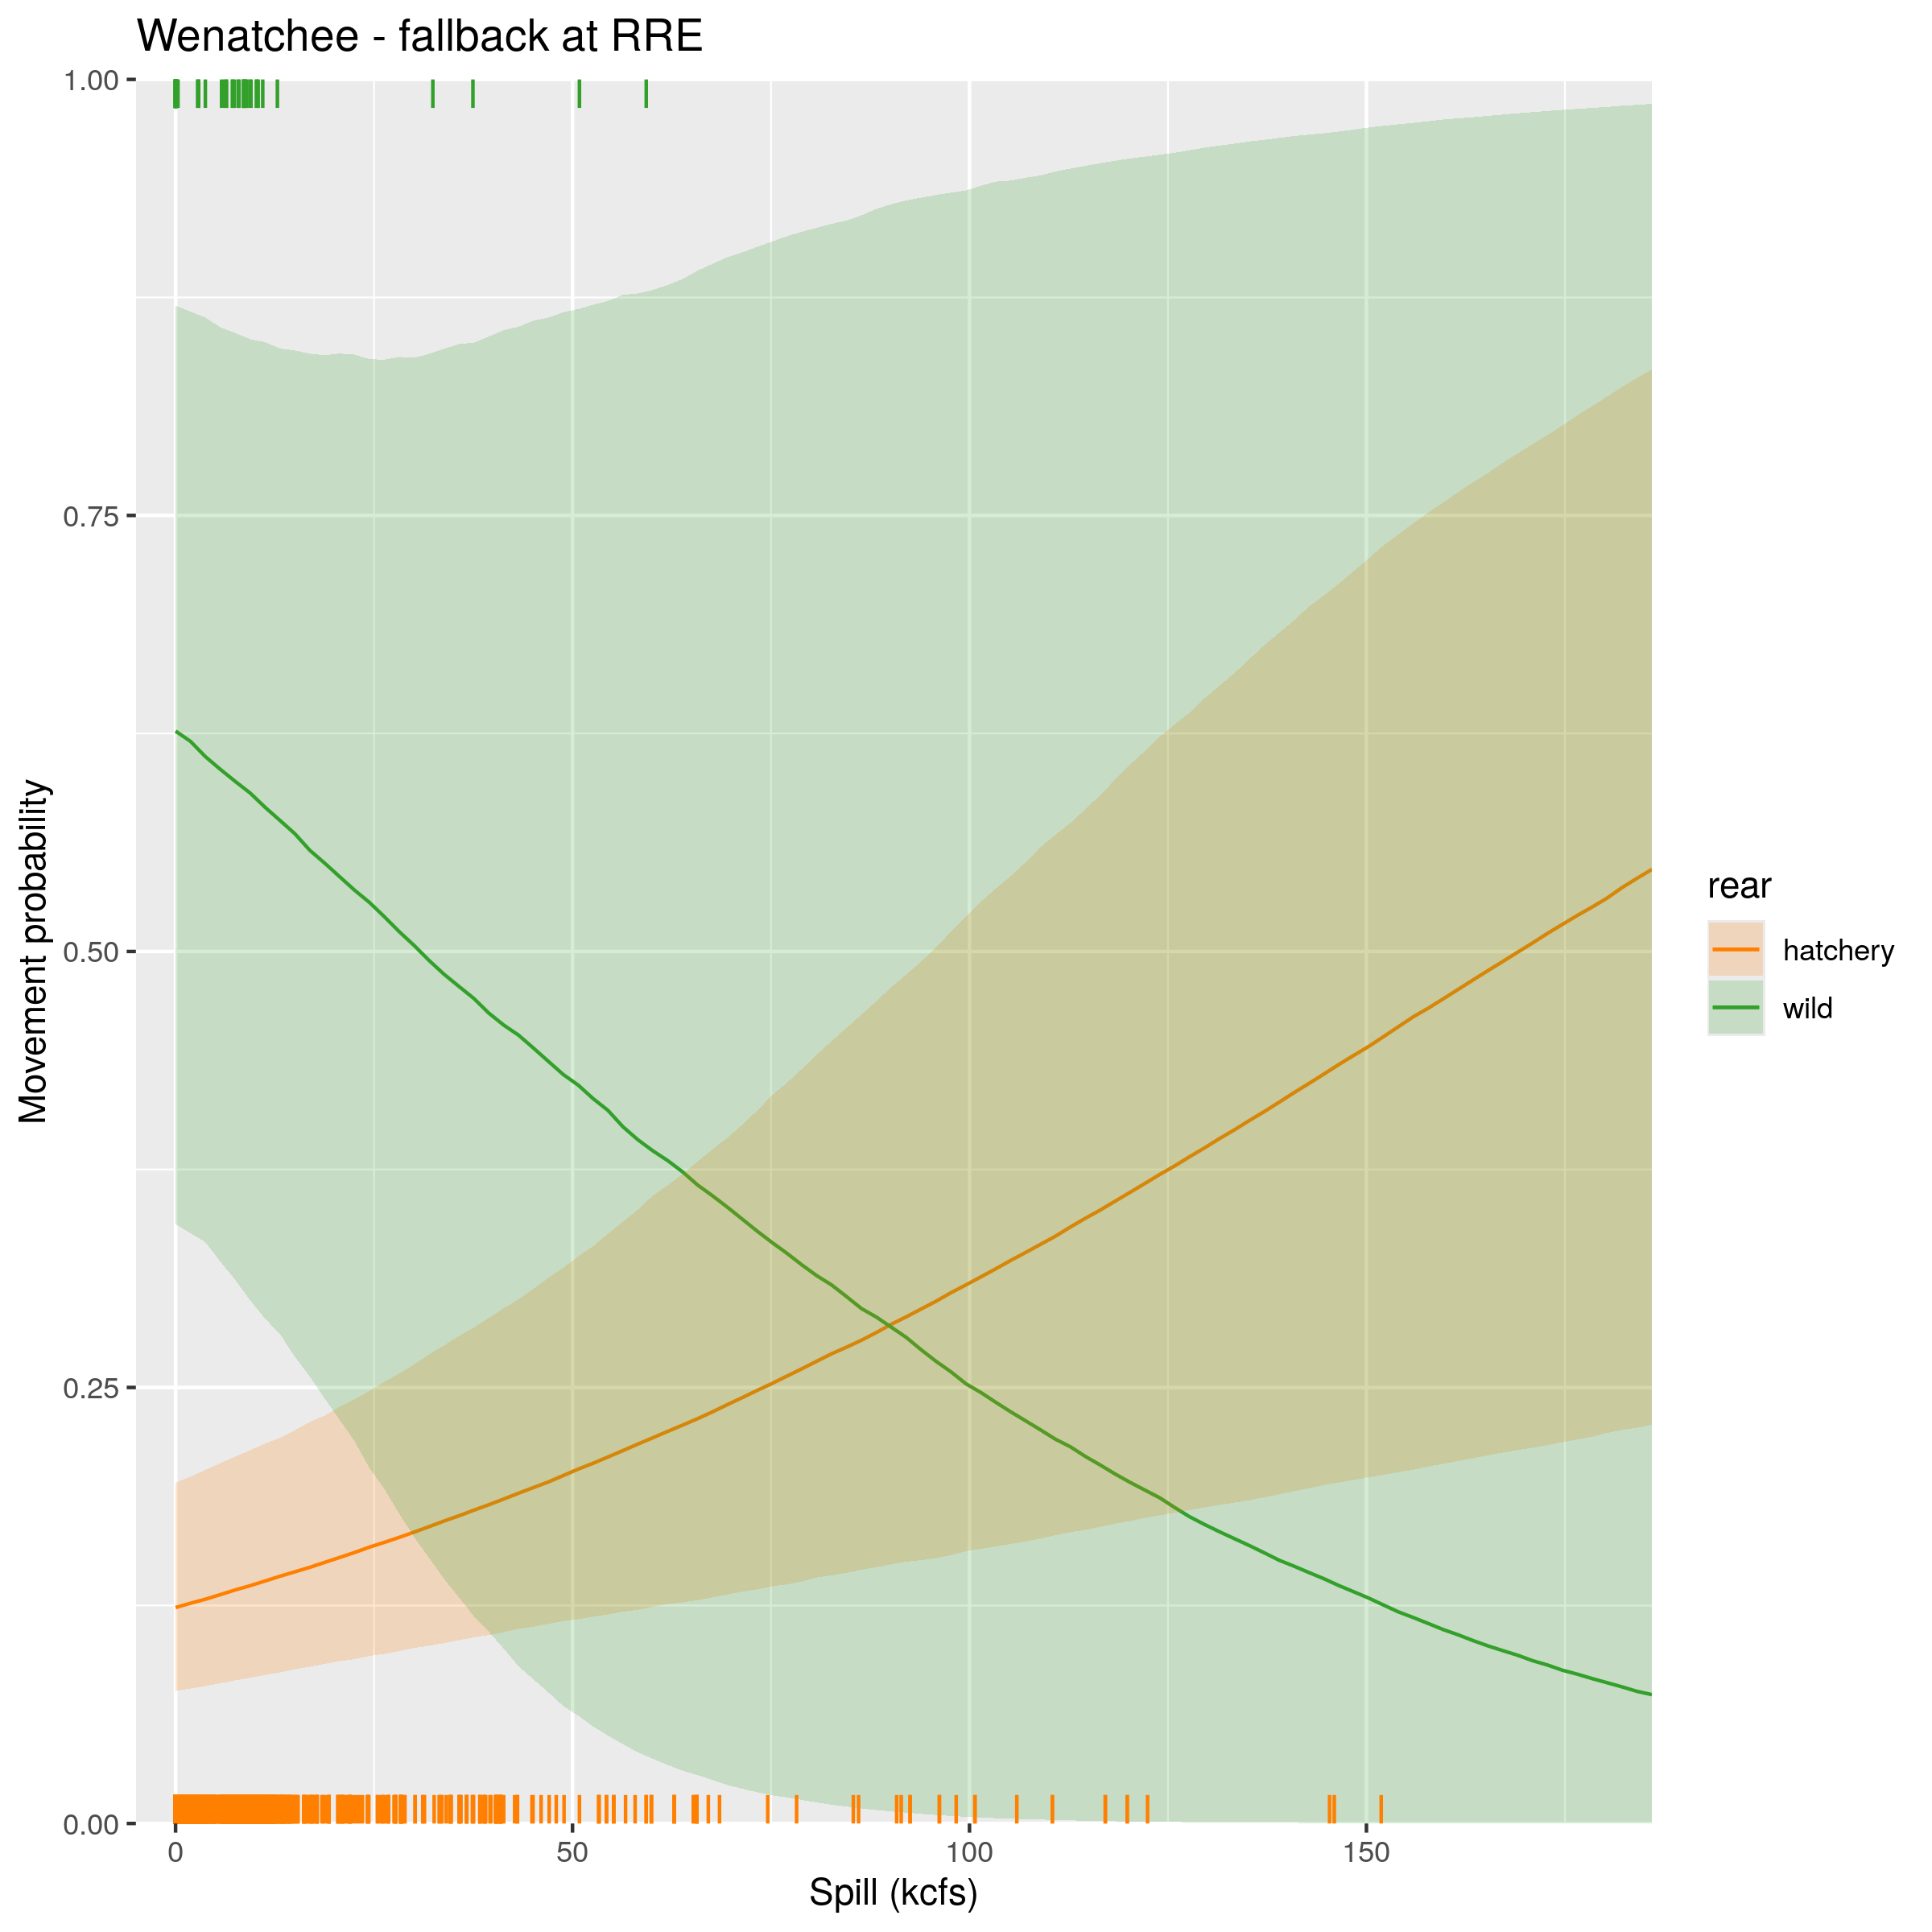 Wenatchee - fallback at RRE
1.00
0.75
0.50
0.25
0.00
Movement probability
0
50
100
150
Spill (kcfs)
rear
hatchery
wild